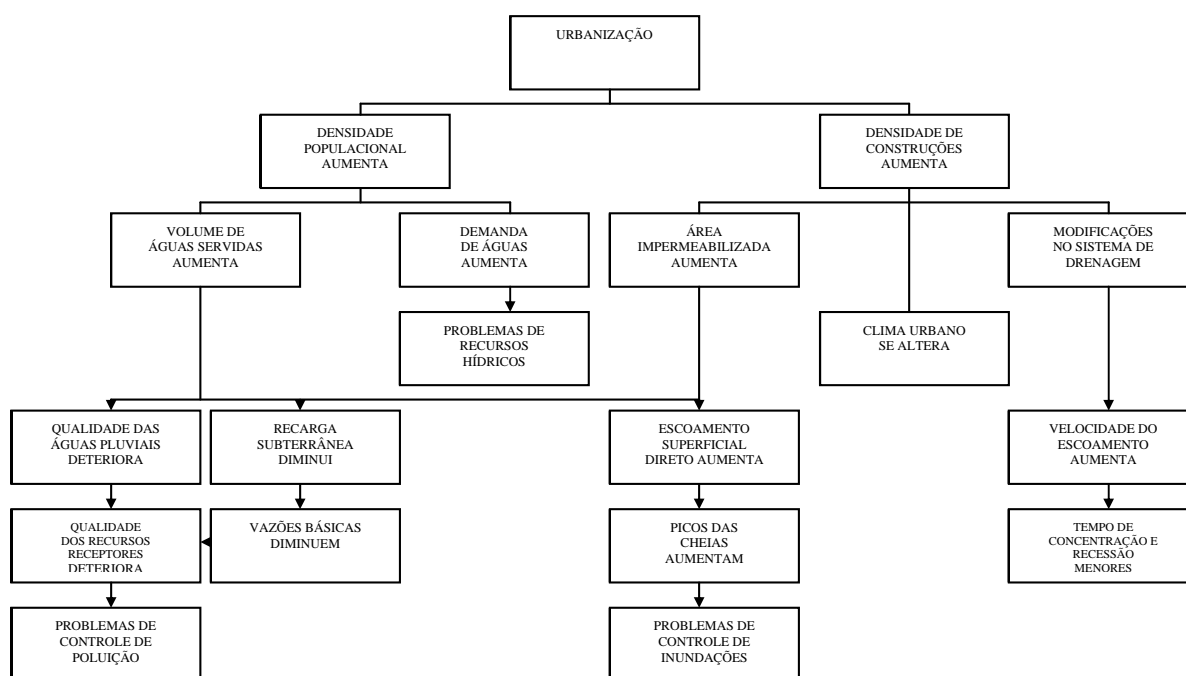 URBANIZAÇÃO
DENSIDADE
POPULACIONAL
AUMENTA
DENSIDADE DE
CONSTRUÇÕES
AUMENTA
VOLUME DE
ÁGUAS SERVIDAS
AUMENTA
DEMANDA
DE ÁGUAS
AUMENTA
ÁREA
IMPERMEABILIZADA
AUMENTA
MODIFICAÇÕES
NO SISTEMA DE
DRENAGEM
PROBLEMAS DE
RECURSOS
HÍDRICOS
CLIMA URBANO
SE ALTERA
QUALIDADE DAS
ÁGUAS PLUVIAIS
DETERIORA
RECARGA
SUBTERRÂNEA
DIMINUI
ESCOAMENTO
SUPERFICIAL
DIRETO AUMENTA
VELOCIDADE DO
ESCOAMENTO
AUMENTA
QUALIDADE
DOS RECURSOS
RECEPTORES
DETERIORA
VAZÕES BÁSICAS
DIMINUEM
PICOS DAS
CHEIAS
AUMENTAM
TEMPO DE
CONCENTRAÇÃO E
RECESSÃO
MENORES
PROBLEMAS DE
CONTROLE DE
POLUIÇÃO
PROBLEMAS DE
CONTROLE DE
INUNDAÇÕES